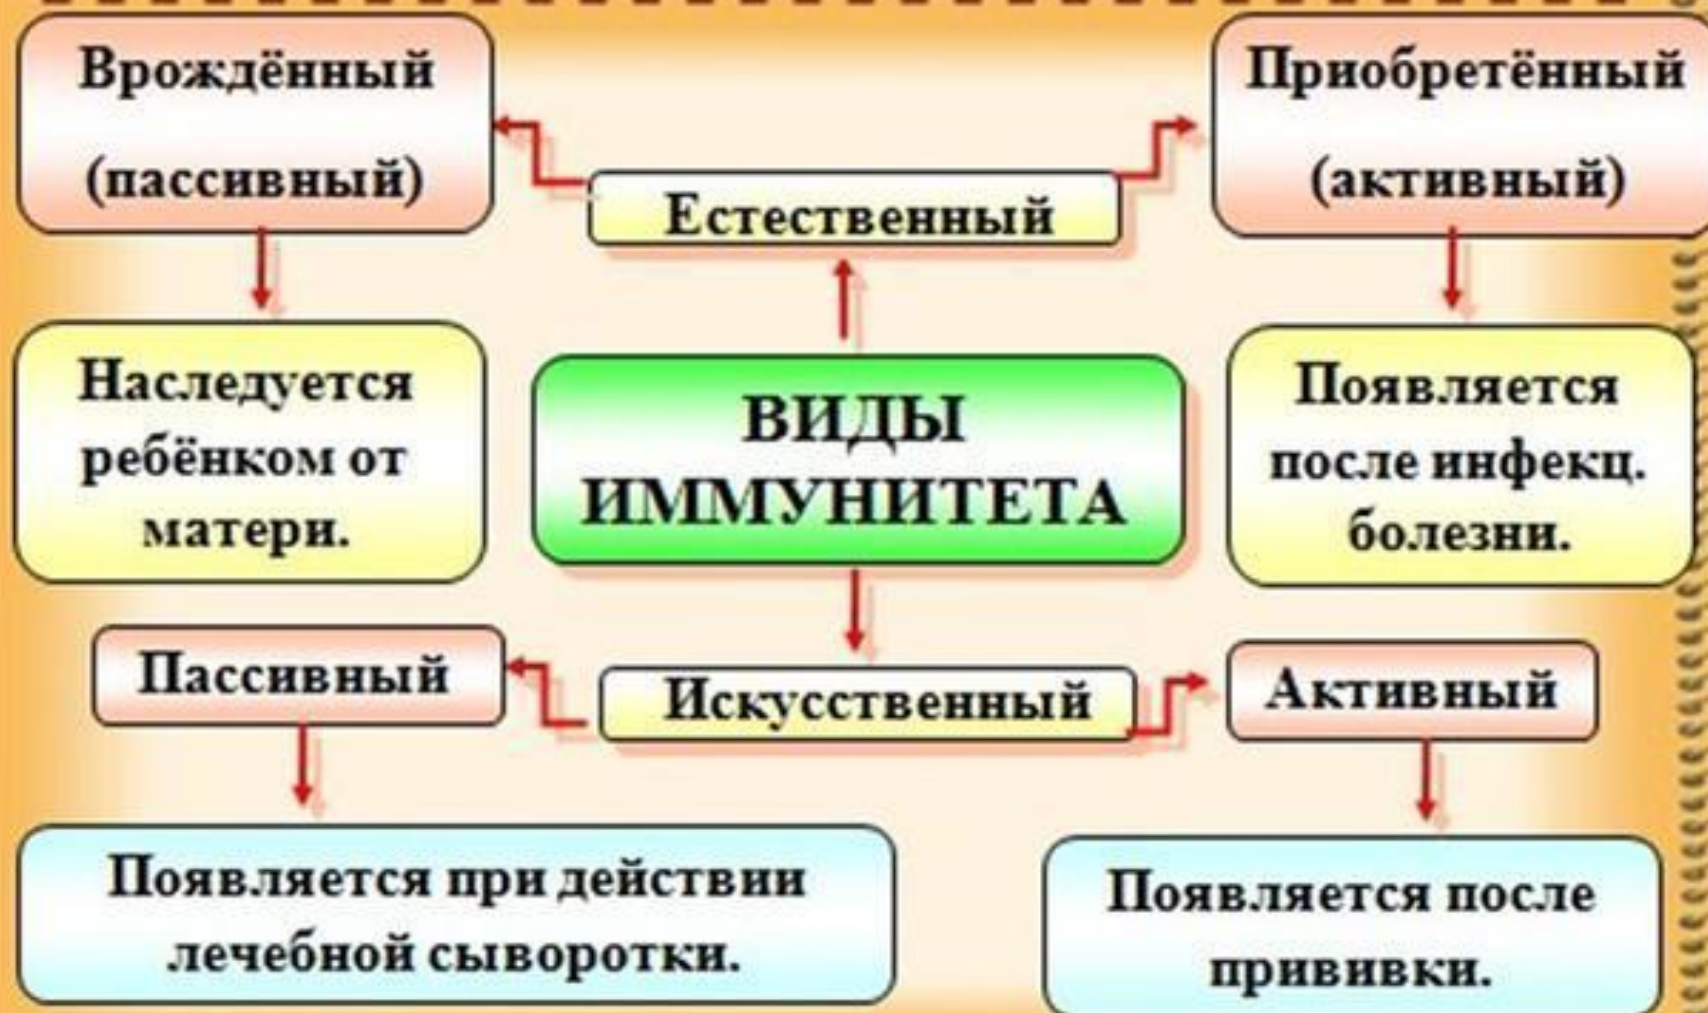 Врождённый
(пассивный)
Приобретённый
(активный)
Естественный
Наследуется
ребёнком от
матери.
ВИДЫ
ИММУНИТЕТА
Появляется
после инфекц.
болезни.
Пассивный
Искусственный
Активный
Появляется при действии
лечебной сыворотки.
Появляется после
прививки.